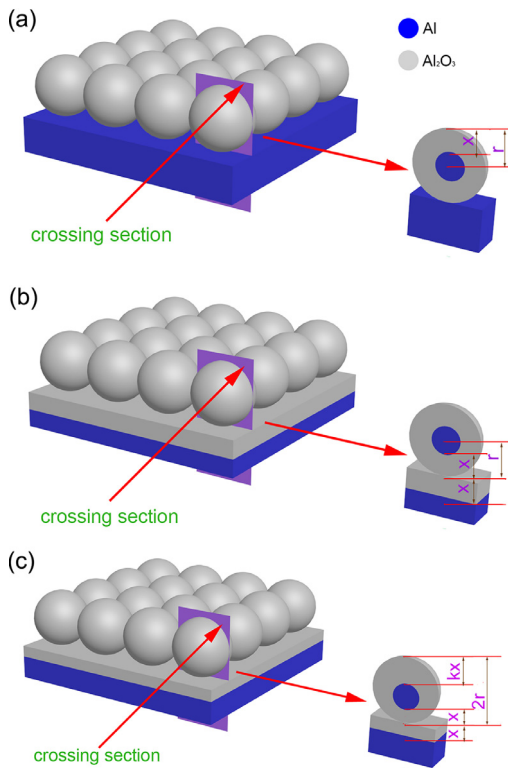 (a)
Al
Al₂O₃
x
r
crossing section
(b)
x
r
x
crossing section
(c)
kx
2r
x
x
crossing section